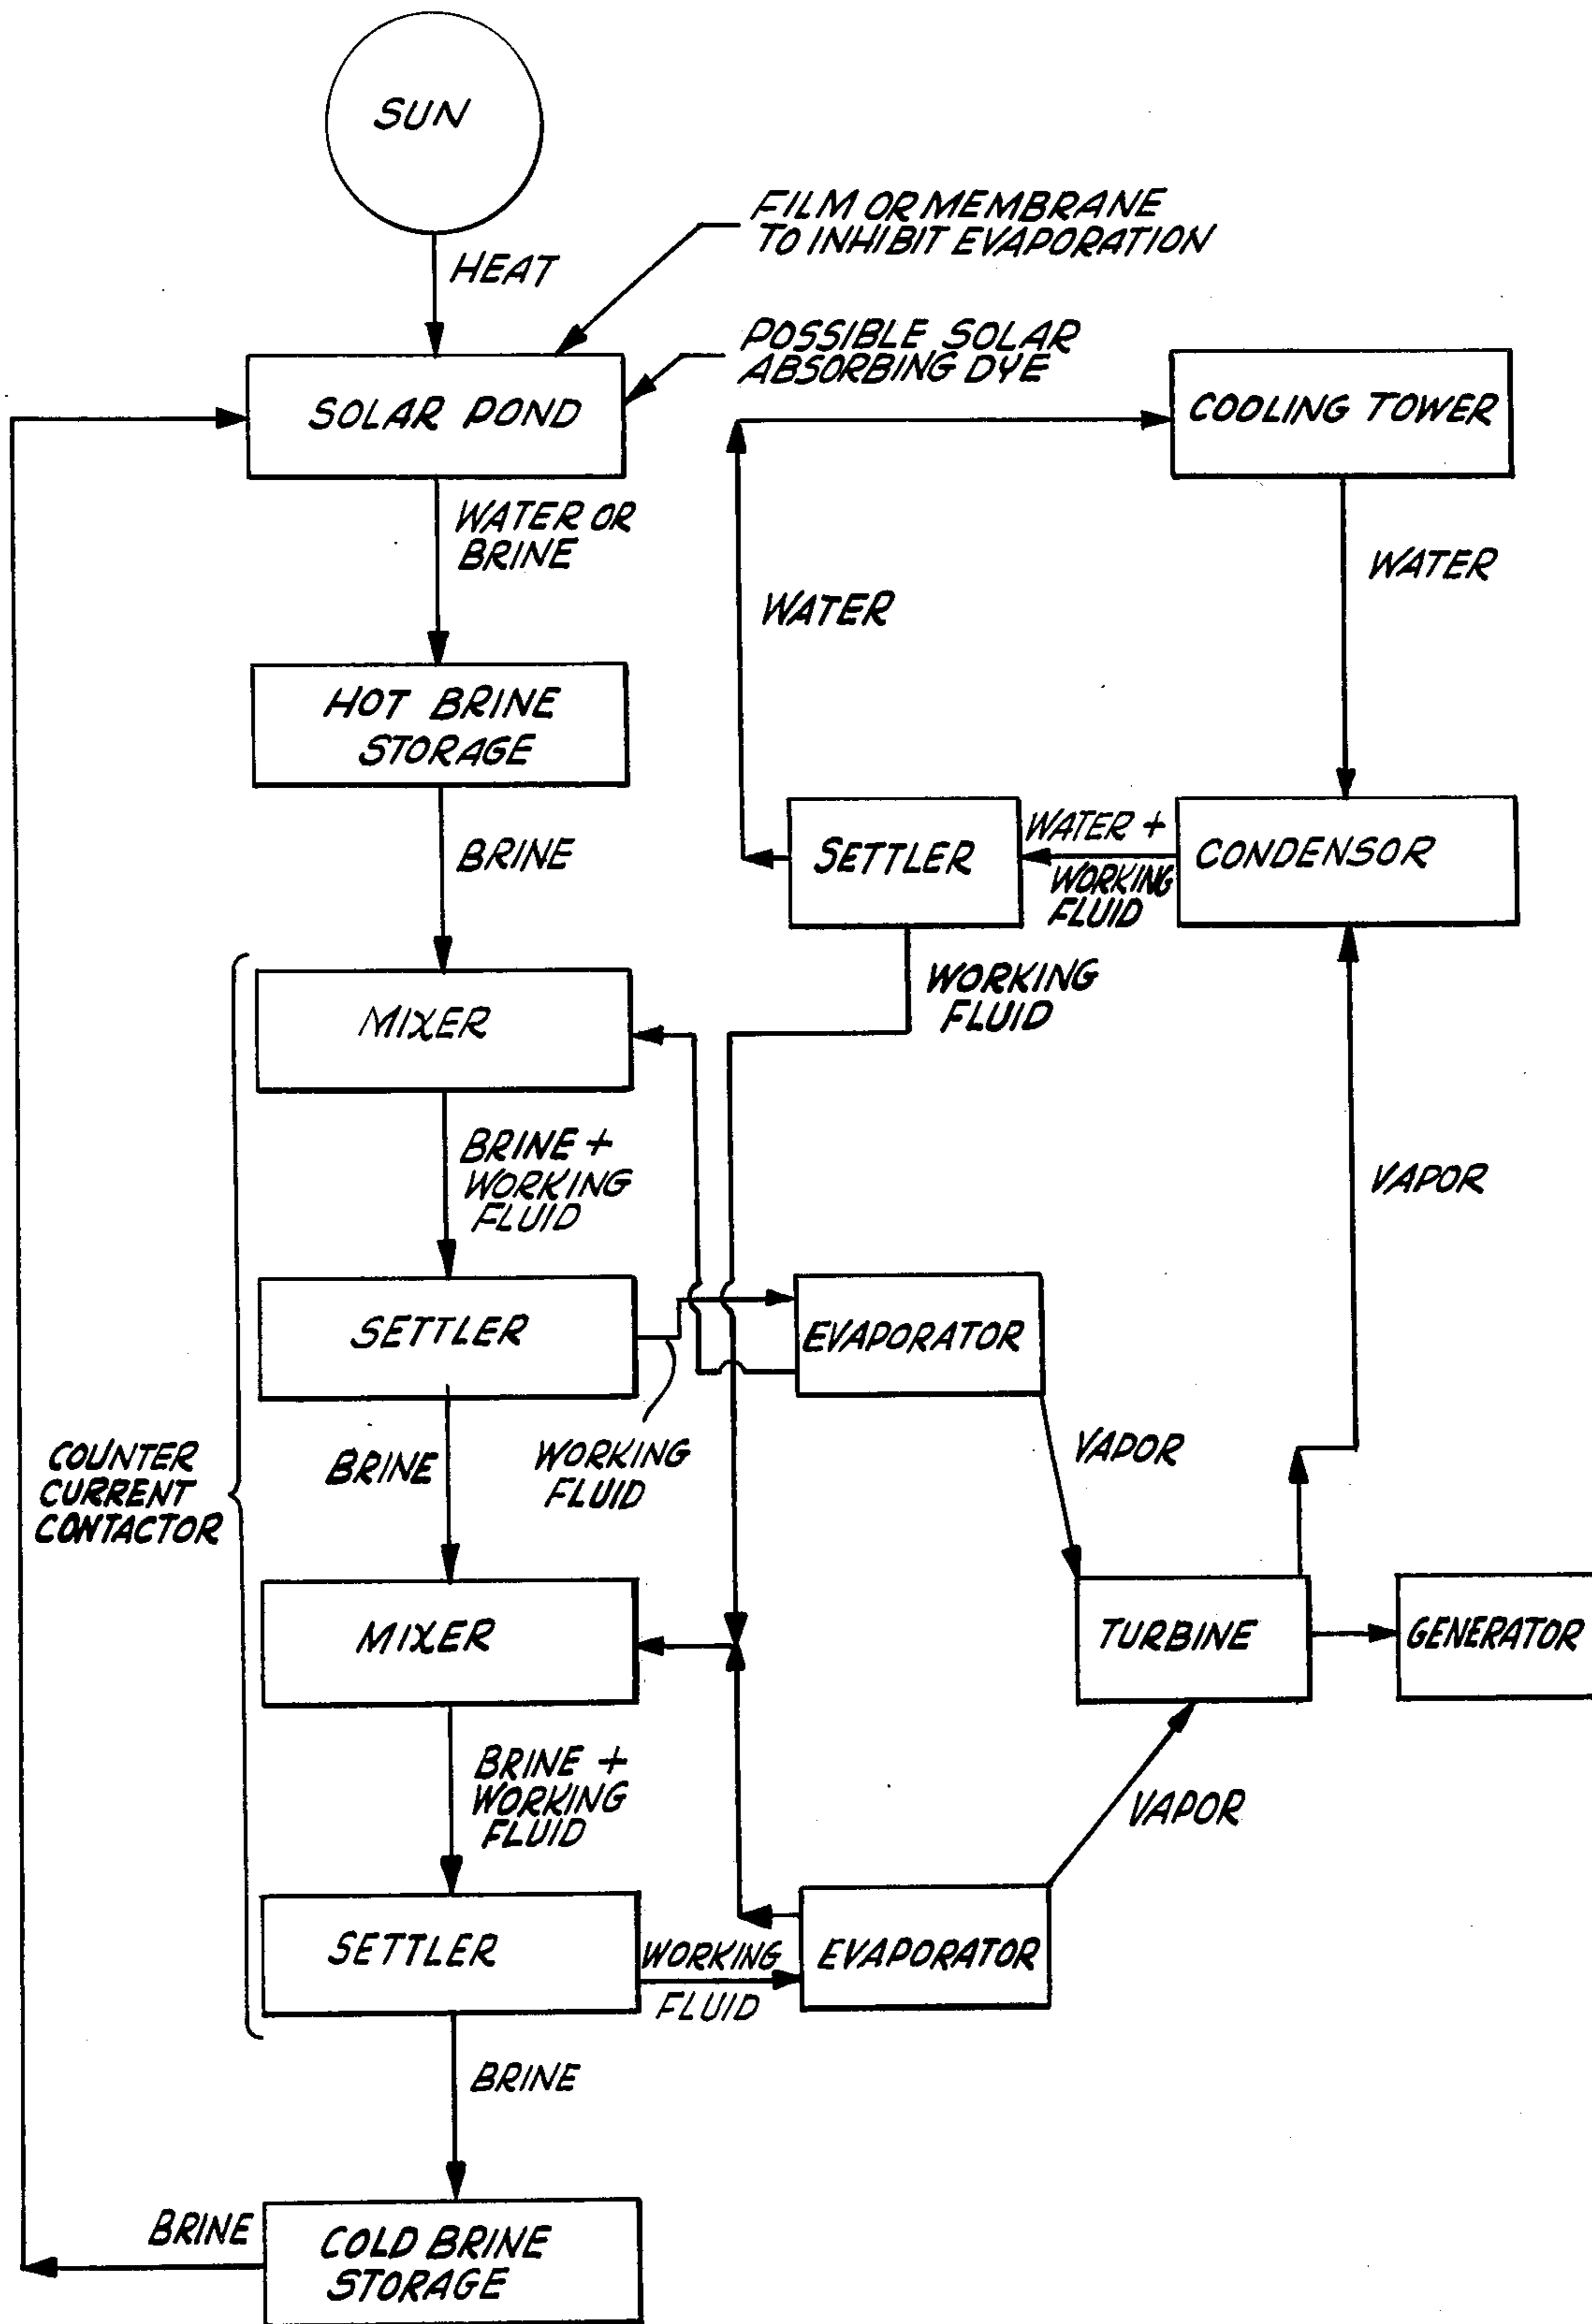 SUN
HEAT
FILM OR MEMBRANE
TO INHIBIT EVAPORATION
POSSIBLE SOLAR
ABSORBING DYE
SOLAR POND
COOLING TOWER
WATER OR
BRINE
WATER
WATER
HOT BRINE
STORAGE
BRINE
SETTLER
WATER +
WORKING
FLUID
CONDENSOR
WORKING
FLUID
MIXER
BRINE +
WORKING
FLUID
VAPOR
SETTLER
EVAPORATOR
COUNTER
CURRENT
CONTACTOR
BRINE
WORKING
FLUID
VAPOR
MIXER
TURBINE
GENERATOR
BRINE +
WORKING
FLUID
VAPOR
SETTLER
WORKING
FLUID
EVAPORATOR
BRINE
BRINE
COLD BRINE
STORAGE